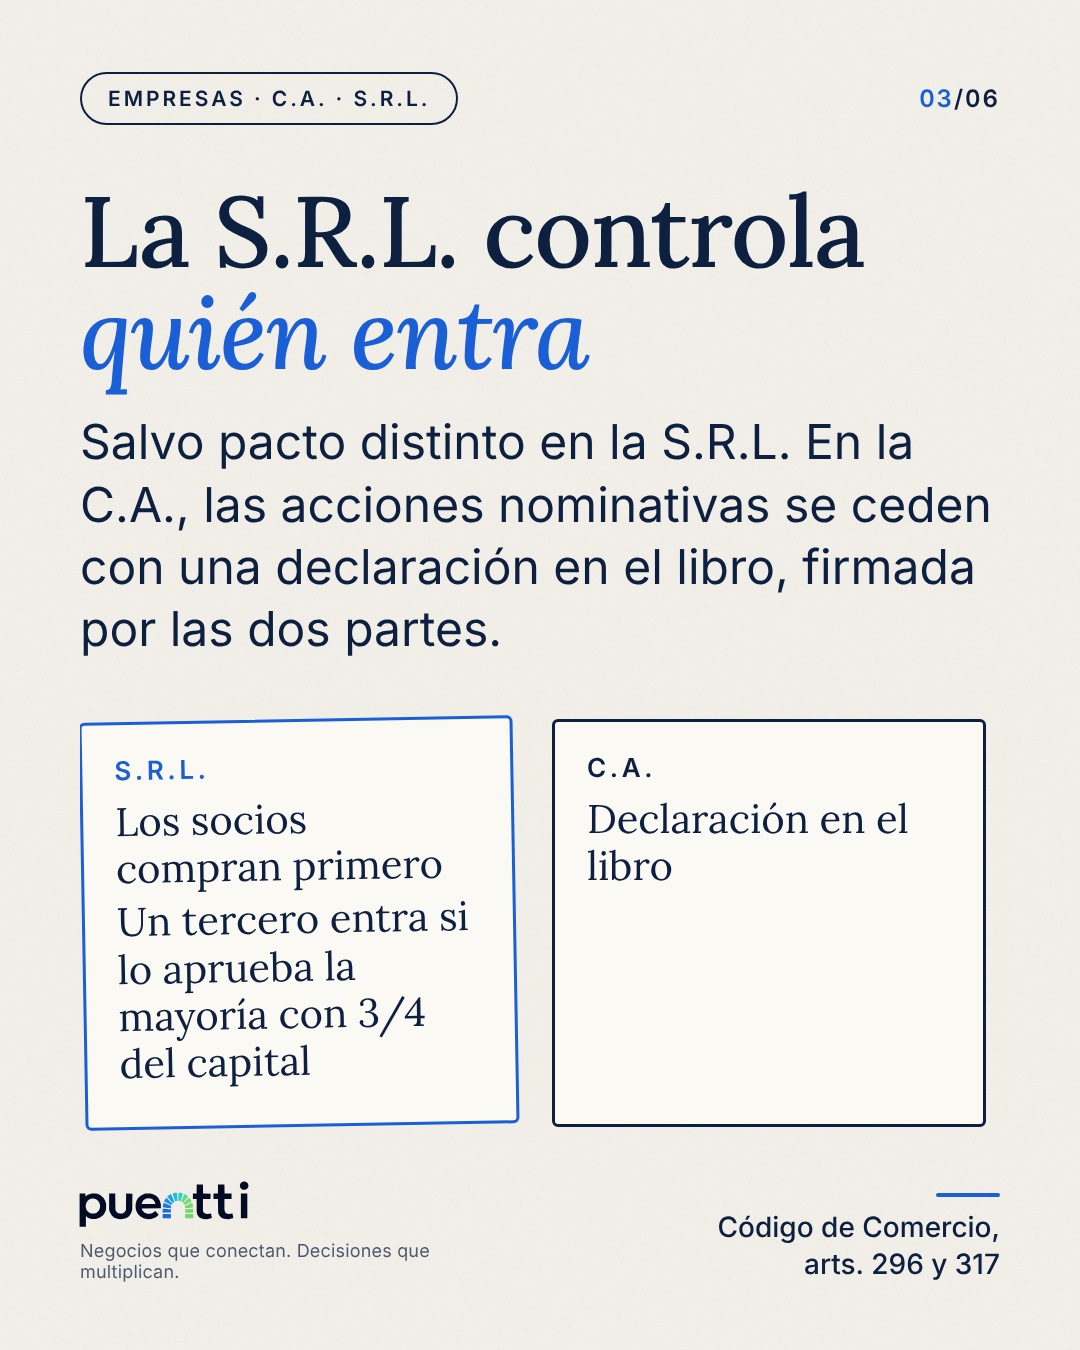 EMPRESAS · C.A. · S.R.L.
03/06
La S.R.L. controla
quién entra
Salvo pacto distinto en la S.R.L. En la
C.A., las acciones nominativas se ceden
con una declaración en el libro, firmada
por las dos partes.
S.R.L.
Los socios
compran primero
Un tercero entra si
lo aprueba la
mayoría con 3/4
del capital
C.A.
Declaración en el
libro
puentti
Negocios que conectan. Decisiones que
multiplican.
Código de Comercio,
arts. 296 y 317